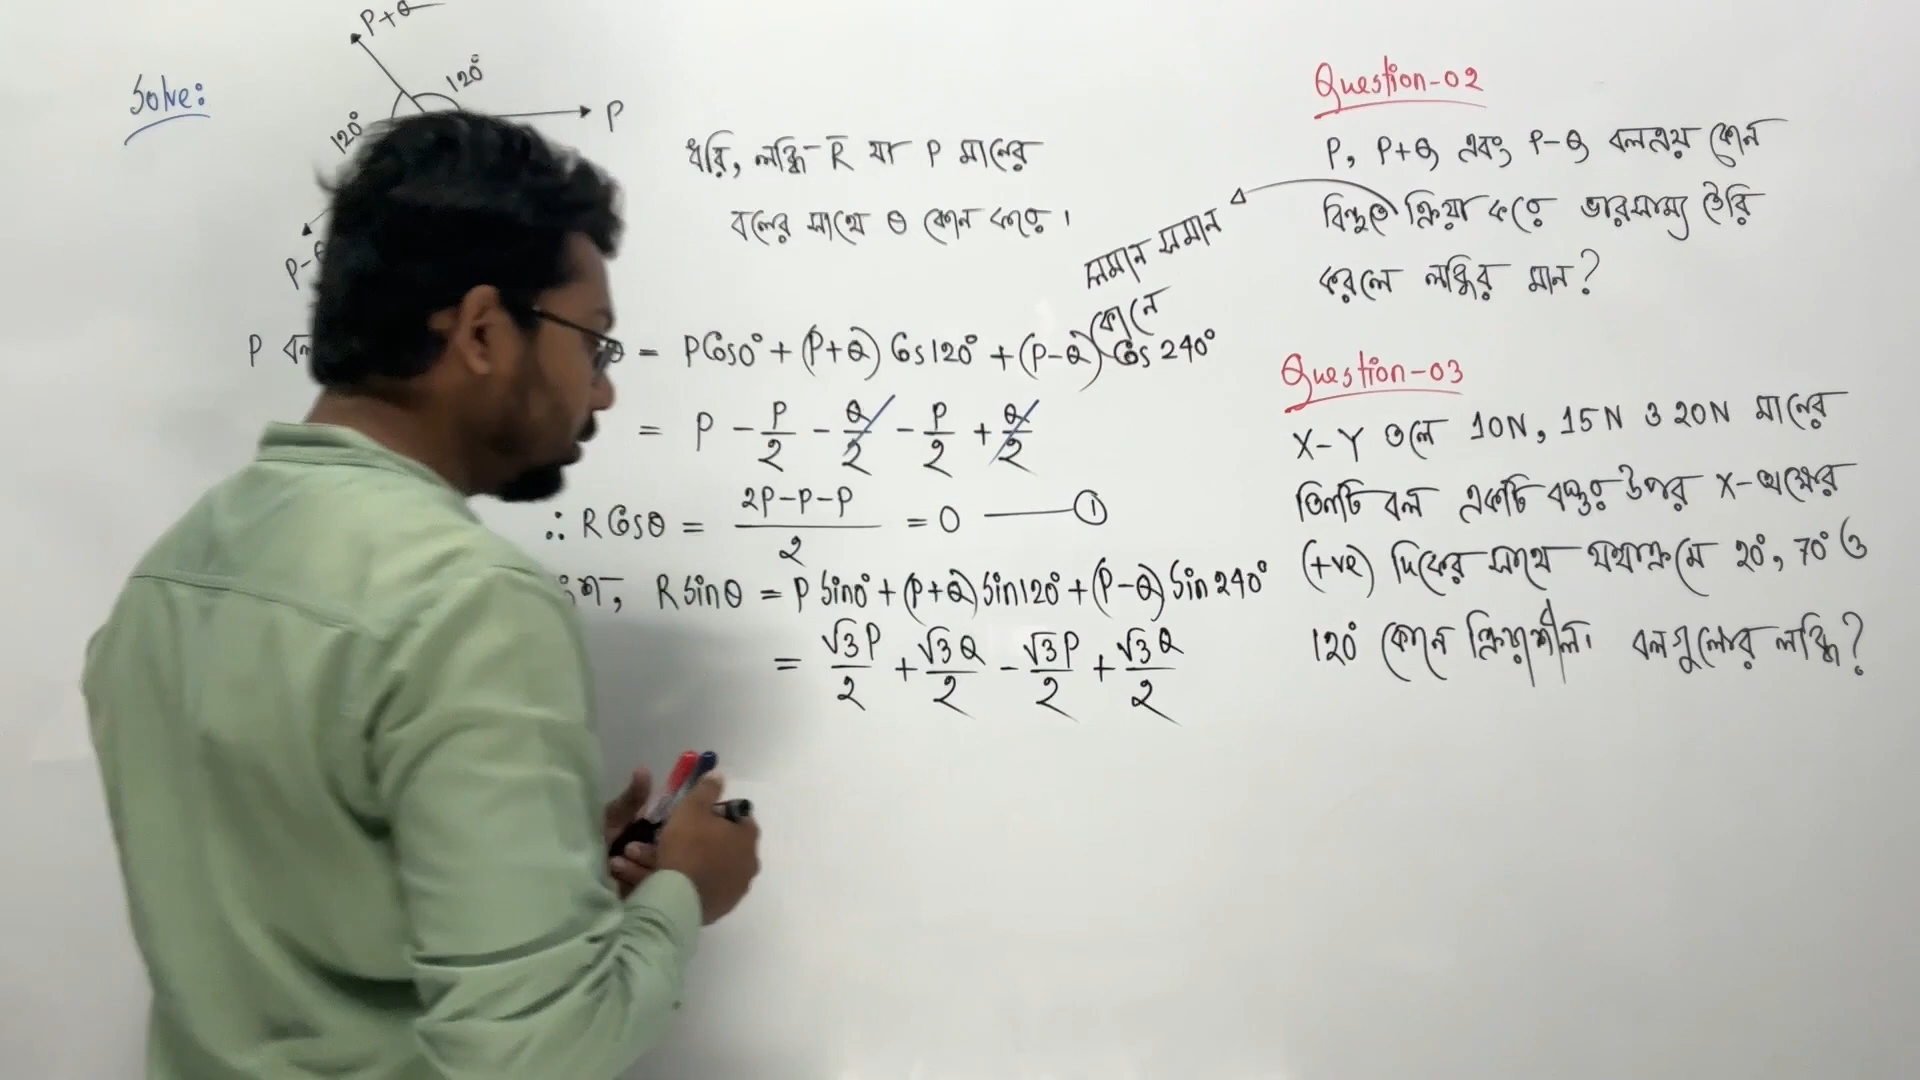 Solve:
P+Q
120°
120°
P
P-Q
ধরি, লব্ধি R যা P মানের
বলের সাথে θ কোন করে।
P বল
θ = P Cos0° + (P+Q) Cos 120° + (P-Q) Cos 240°
= P - P/2 - Q/2 - P/2 + Q/2
∴ R Cosθ = (2P-P-P)/2 = 0 ——— ①
R Sinθ = P Sin0° + (P+Q) Sin120° + (P-Q) Sin 240°
= √3P/2 + √3Q/2 - √3P/2 + √3Q/2
সমান সমান
কোনে
Question-02
P, P+Q এবং P-Q বলত্রয় কোন
বিন্দুতে ক্রিয়া করে ভারসাম্য তৈরি
করলে লব্ধির মান?
Question-03
X-Y তলে 10N, 15N ও 20N মানের
তিনটি বল একটি বস্তুর উপর X-অক্ষের
(+ve) দিকের সাথে যথাক্রমে 20°, 70° ও
120° কোনে ক্রিয়াশীল। বলগুলোর লব্ধি?